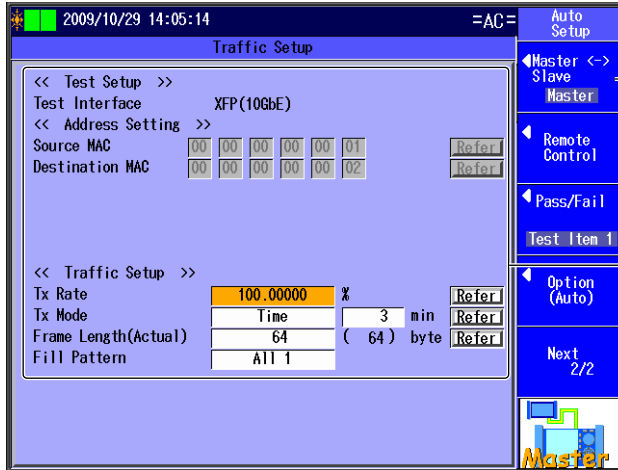 2009/10/29 14:05:14 =AC=
Traffic Setup
<< Test Setup >>
Test Interface XFP(10GbE)
<< Address Setting >>
Source MAC 00 00 00 00 00 01 Refer
Destination MAC 00 00 00 00 00 02 Refer
<< Traffic Setup >>
Tx Rate 100.00000 % Refer
Tx Mode Time 3 min Refer
Frame Length(Actual) 64 ( 64) byte Refer
Fill Pattern All 1
Auto
Setup
Master <->
Slave
Master
Remote
Control
Pass/Fail
Test Item 1
Option
(Auto)
Next
2/2
Master